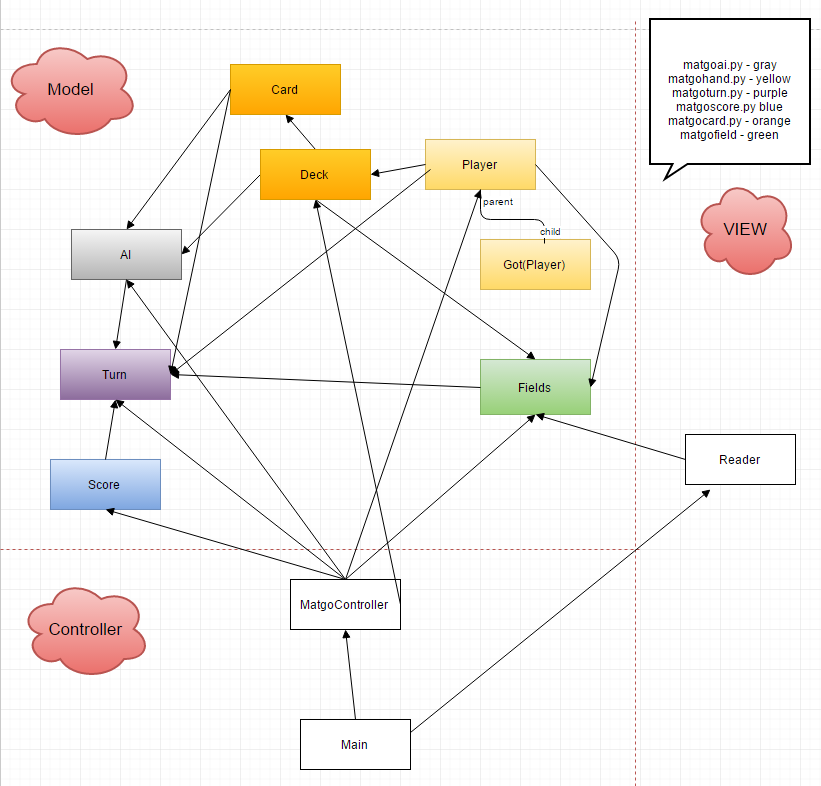 matgoai.py - gray
matgohand.py - yellow
matgoturn.py - purple
matgoscore.py blue
matgocard.py - orange
matgofield - green
Model
Card
Deck
Player
parent
child
VIEW
AI
Got(Player)
Turn
Fields
Reader
Score
MatgoController
Controller
Main